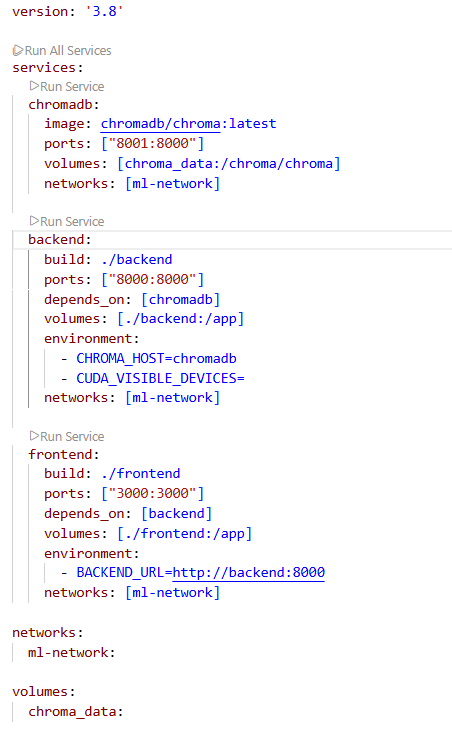 version: '3.8'
Run All Services
services:
Run Service
chromadb:
image: chromadb/chroma:latest
ports: ["8001:8000"]
volumes: [chroma_data:/chroma/chroma]
networks: [ml-network]
Run Service
backend:
build: ./backend
ports: ["8000:8000"]
depends_on: [chromadb]
volumes: [./backend:/app]
environment:
- CHROMA_HOST=chromadb
- CUDA_VISIBLE_DEVICES=
networks: [ml-network]
Run Service
frontend:
build: ./frontend
ports: ["3000:3000"]
depends_on: [backend]
volumes: [./frontend:/app]
environment:
- BACKEND_URL=http://backend:8000
networks: [ml-network]
networks:
ml-network:
volumes:
chroma_data: